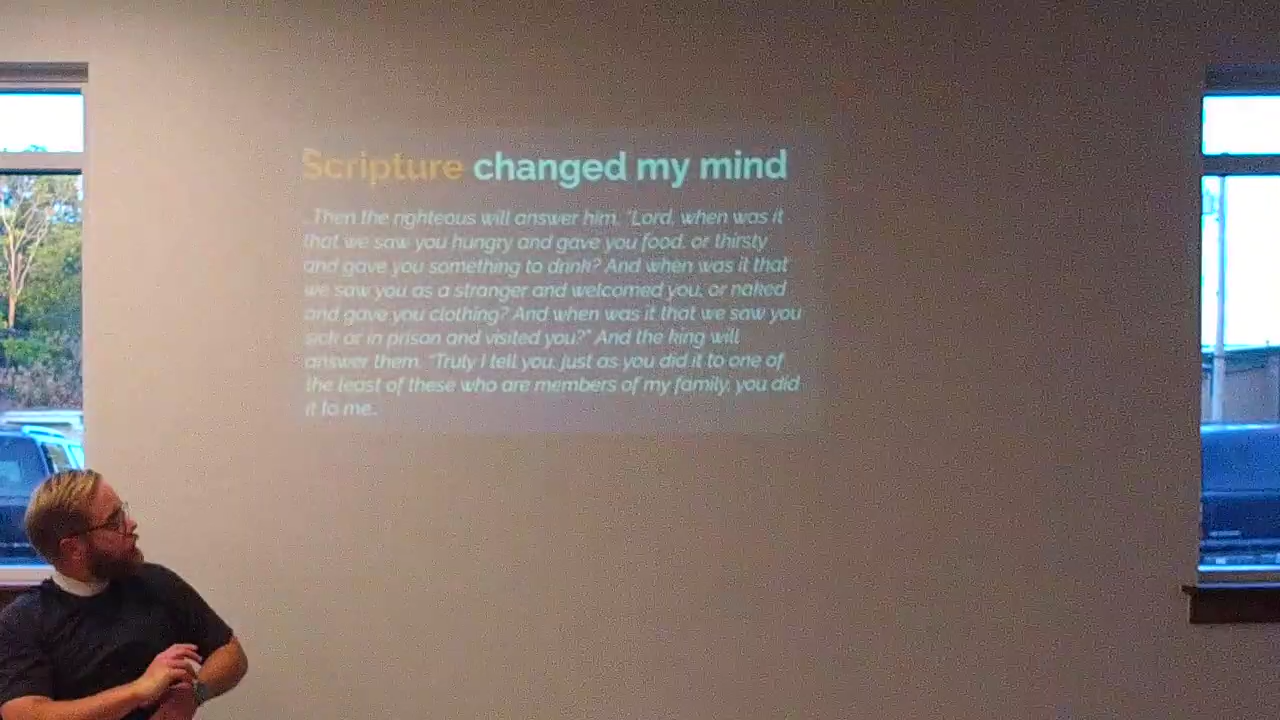 Scripture changed my mind
. Then the righteous will answer him, "Lord, when was it
that we saw you hungry and gave you food, or thirsty
and gave you something to drink? And when was it that
we saw you as a stranger and welcomed you, or naked
and gave you clothing? And when was it that we saw you
sick or in prison and visited you?" And the king will
answer them, "Truly I tell you, just as you did it to one of
the least of these who are members of my family, you did
it to me..